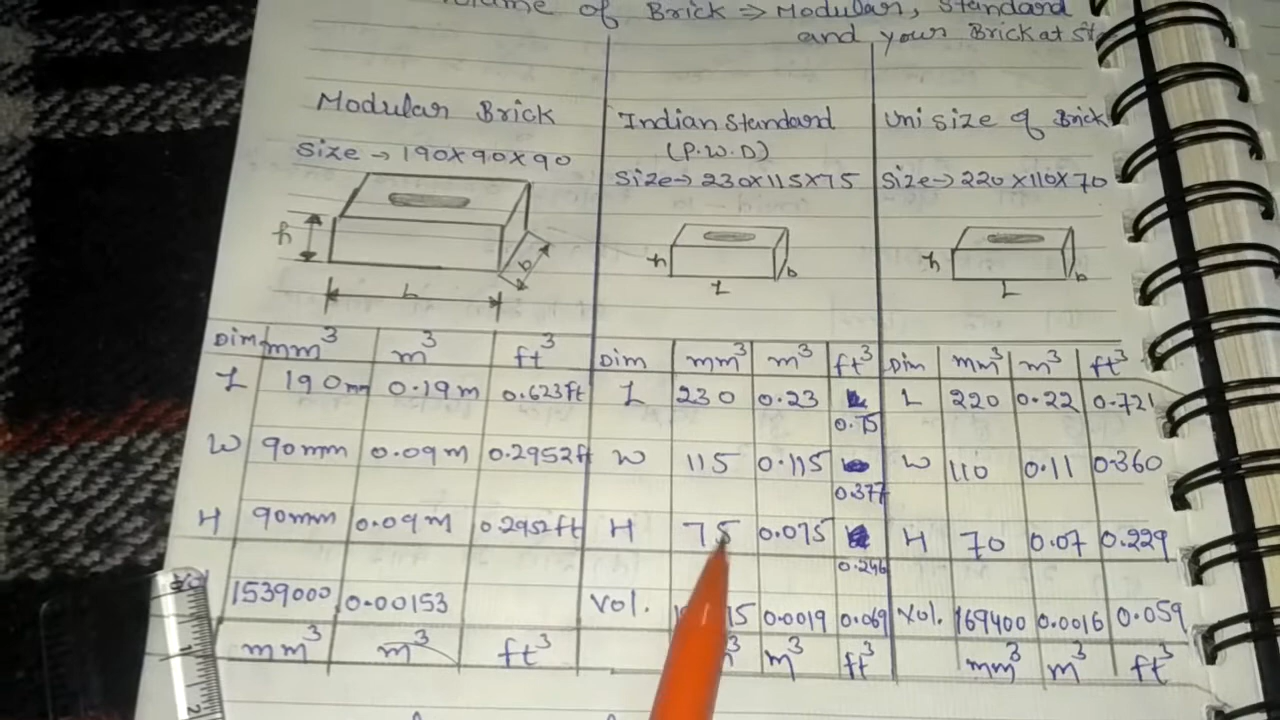 of Brick ⇒ Modular, Standard
and your Brick at
Modular Brick
Size → 190×90×90
h
b
L
Indian Standard
(P.W.D)
Size → 230×115×75
h
b
L
Uni size of Brick
Size → 220×110×70
h
b
L
Dim mm³ m³ ft³
L 190mm 0.19m 0.623ft
W 90mm 0.09m 0.2952ft
H 90mm 0.09m 0.2952ft
1539000 0.00153
mm³ m³ ft³
Dim mm³ m³ ft³
L 230 0.23 0.75
W 115 0.115 0.377
H 75 0.075 0.246
Vol. 0.0019 0.069
m³ ft³
Dim mm³ m³ ft³
L 220 0.22 0.721
W 110 0.11 0.360
H 70 0.07 0.229
Vol. 169400 0.0016 0.059
mm³ m³ ft³